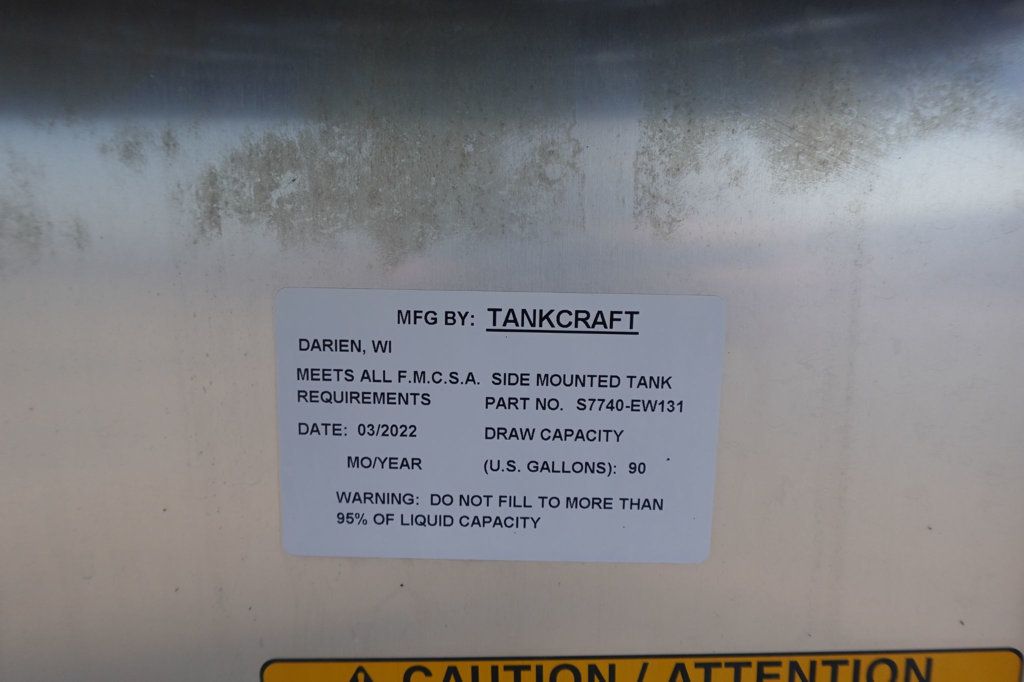 MFG BY: TANKCRAFT
DARIEN, WI
MEETS ALL F.M.C.S.A. SIDE MOUNTED TANK
REQUIREMENTS PART NO. S7740-EW131
DATE: 03/2022 DRAW CAPACITY
MO/YEAR (U.S. GALLONS): 90
WARNING: DO NOT FILL TO MORE THAN
95% OF LIQUID CAPACITY
CAUTION / ATTENTION